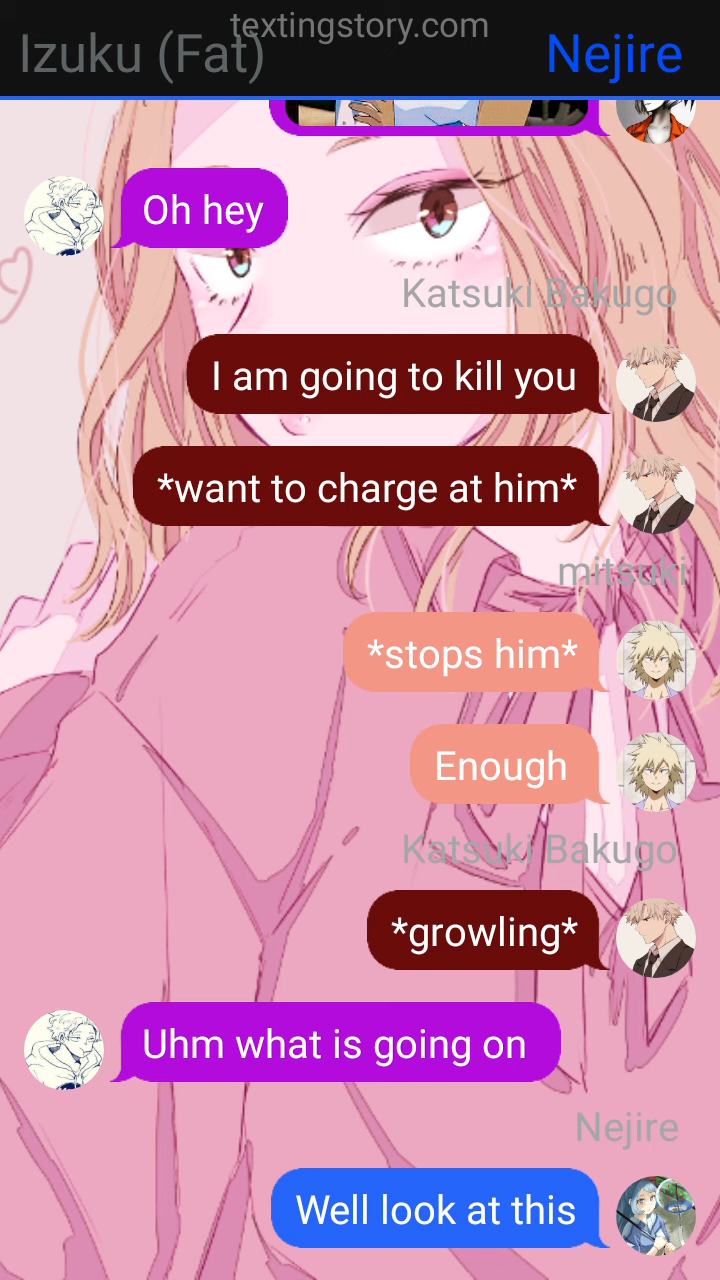 textingstory.com
Izuku (Fat)
Nejire
Oh hey
Katsuki Bakugo
I am going to kill you
*want to charge at him*
mitsuki
*stops him*
Enough
Katsuki Bakugo
*growling*
Uhm what is going on
Nejire
Well look at this